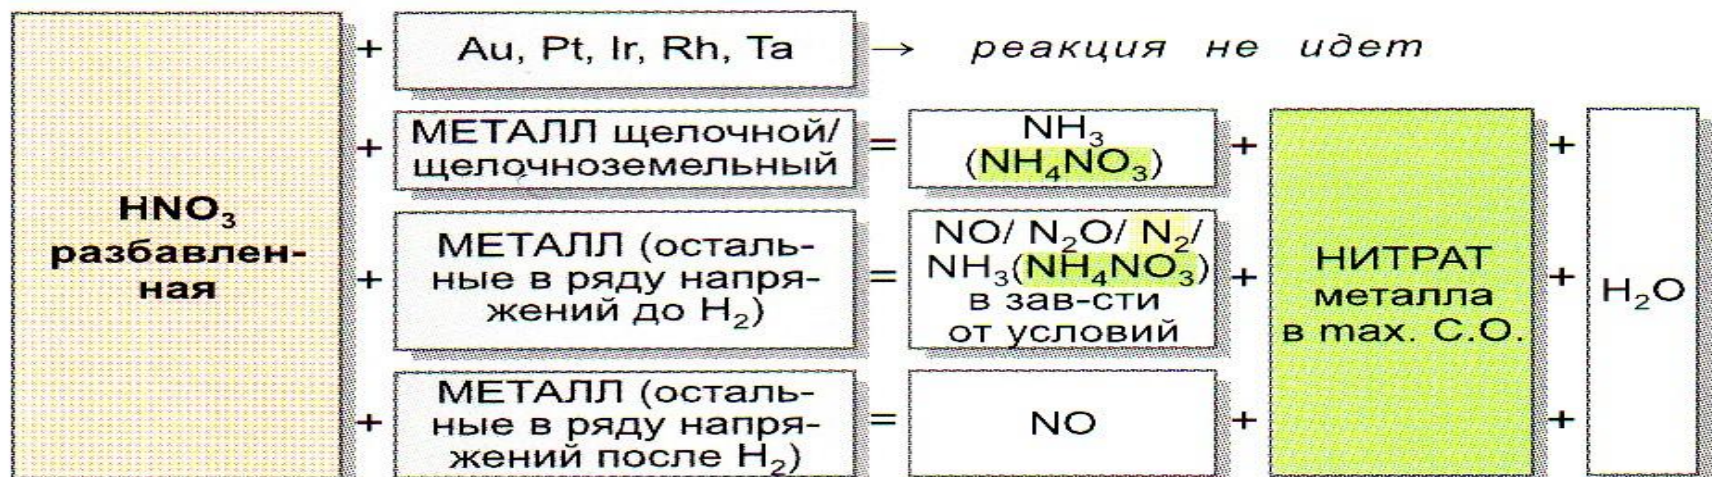 HNO₃
разбавлен-
ная
+ Au, Pt, Ir, Rh, Ta → реакция не идет
+ МЕТАЛЛ щелочной/
щелочноземельный
=
NH₃
(NH₄NO₃)
+
+
+ МЕТАЛЛ (осталь-
ные в ряду напря-
жений до H₂)
=
NO/ N₂O/ N₂/
NH₃(NH₄NO₃)
в зав-сти
от условий
+
НИТРАТ
металла
в max. С.О.
+
H₂O
+ МЕТАЛЛ (осталь-
ные в ряду напря-
жений после H₂)
=
NO
+
+